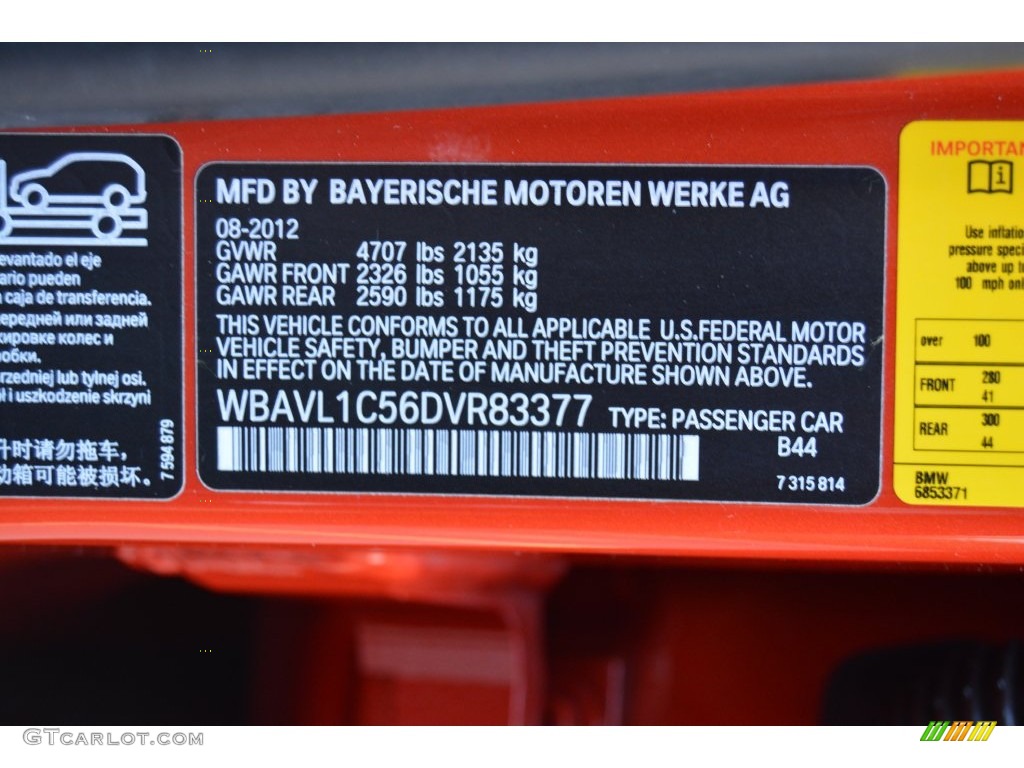 evantado el eje
ario pueden
a caja de transferencia.
ередней или задней
кировке колес и
робки.
rzedniej lub tylnej osi.
ł i uszkodzenie skrzyni
升时请勿拖车,
动箱可能被损坏。
7 594 879
MFD BY BAYERISCHE MOTOREN WERKE AG
08-2012
GVWR 4707 lbs 2135 kg
GAWR FRONT 2326 lbs 1055 kg
GAWR REAR 2590 lbs 1175 kg
THIS VEHICLE CONFORMS TO ALL APPLICABLE U.S.FEDERAL MOTOR
VEHICLE SAFETY, BUMPER AND THEFT PREVENTION STANDARDS
IN EFFECT ON THE DATE OF MANUFACTURE SHOWN ABOVE.
WBAVL1C56DVR83377 TYPE: PASSENGER CAR
B44
7 315 814
IMPORTAN
i
Use inflatio
pressure speci
above up t
100 mph onl
over 100
FRONT 280
41
REAR 300
44
BMW
6853371
GTCARLOT.COM